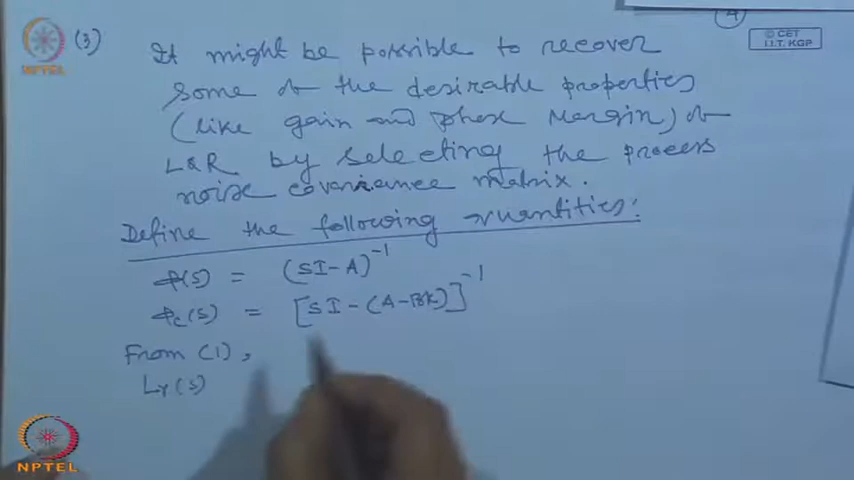 4
© CET
I.I.T. KGP
(3) It might be possible to recover
some of the desirable properties
(like gain and phase Margin) of
LQR by selecting the process
noise covariance matrix.
Define the following quantities:
ϕ(s) = (SI-A)⁻¹
ϕc(s) = [SI-(A-BK)]⁻¹
From (1),
Lr(s)
NPTEL
NPTEL